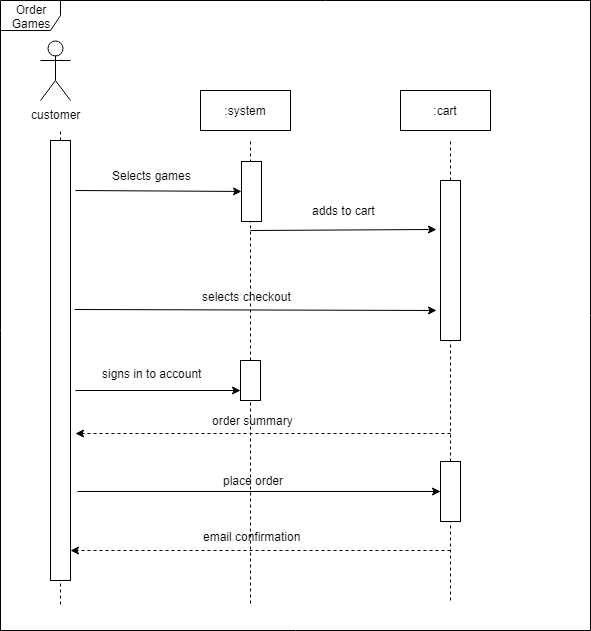 Order
Games
customer
:system
:cart
Selects games
adds to cart
selects checkout
signs in to account
order summary
place order
email confirmation